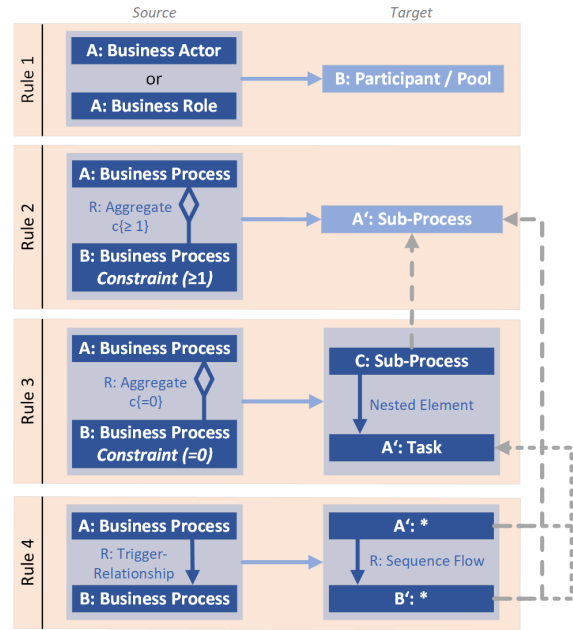 Source
Target
Rule 1
A: Business Actor
or
A: Business Role
B: Participant / Pool
Rule 2
A: Business Process
R: Aggregate
c{≥ 1}
B: Business Process
Constraint (≥1)
A‘: Sub-Process
Rule 3
A: Business Process
R: Aggregate
c{=0}
B: Business Process
Constraint (=0)
C: Sub-Process
Nested Element
A‘: Task
Rule 4
A: Business Process
R: Trigger-
Relationship
B: Business Process
A‘: *
R: Sequence Flow
B‘: *